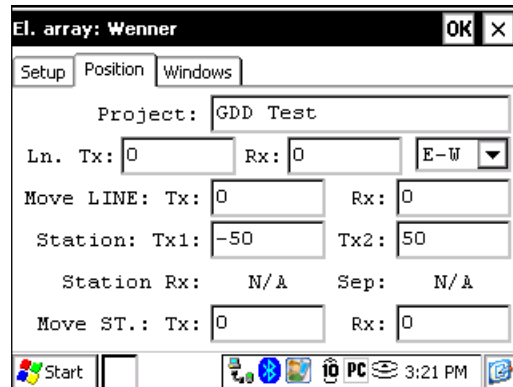 El. array: Wenner OK ×
Setup Position Windows
Project: GDD Test
Ln. Tx: 0 Rx: 0 E-W
Move LINE: Tx: 0 Rx: 0
Station: Tx1: -50 Tx2: 50
Station Rx: N/A Sep: N/A
Move ST.: Tx: 0 Rx: 0
Start PC 3:21 PM